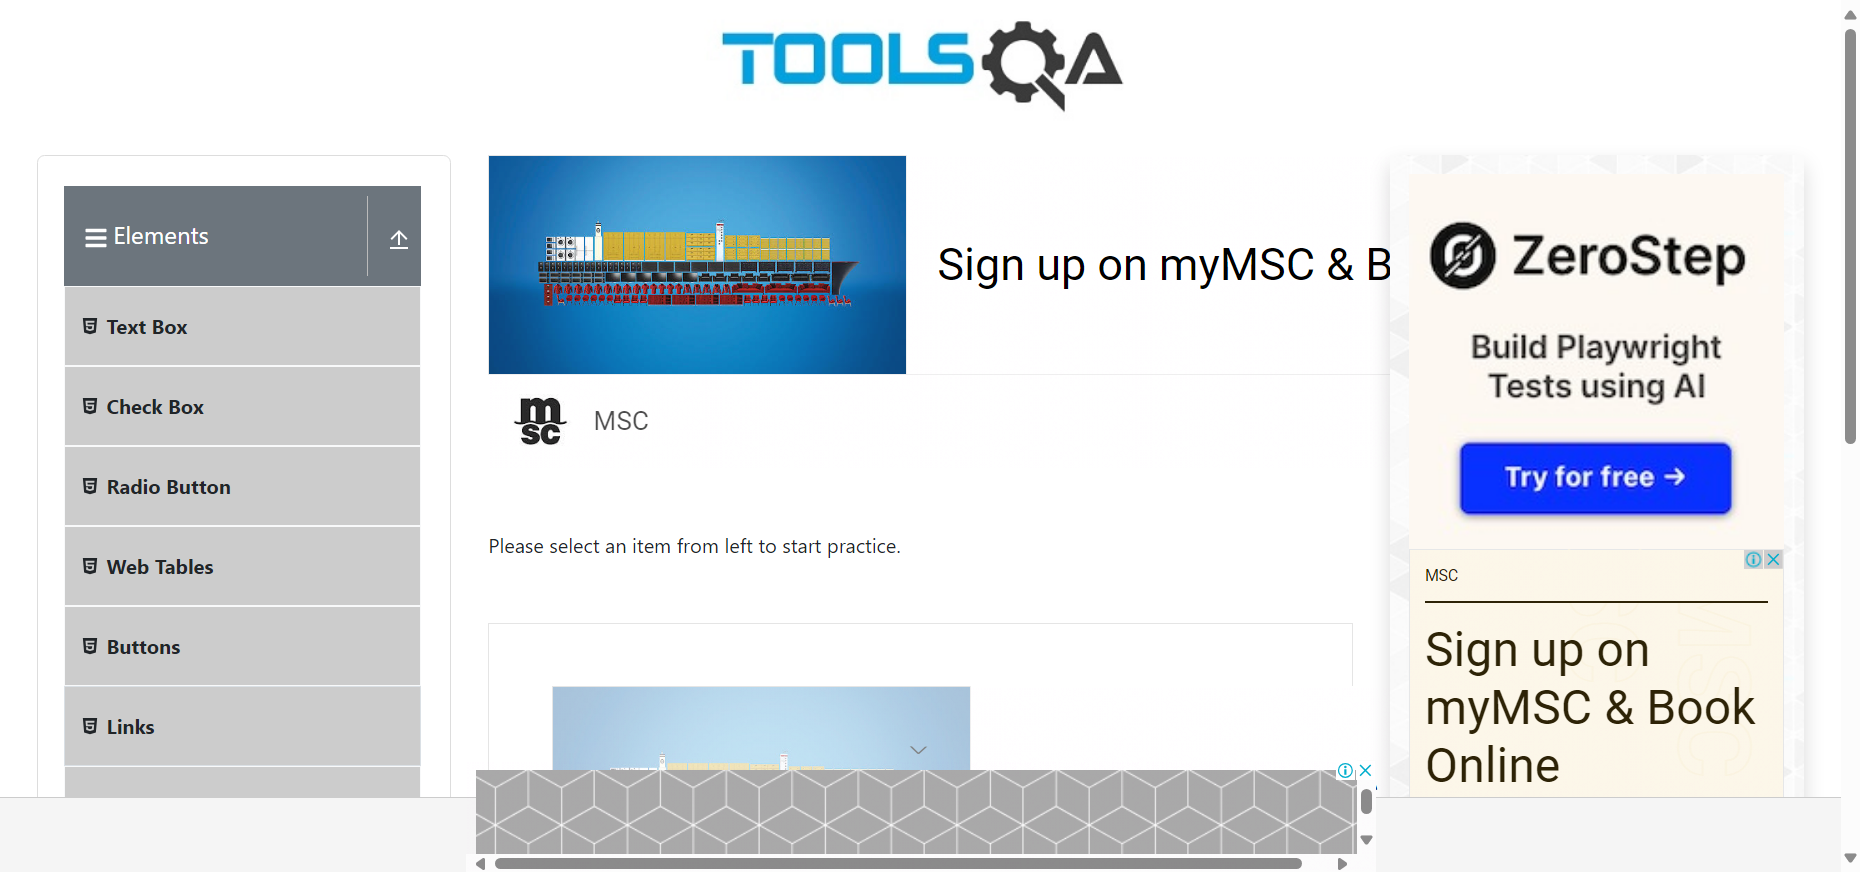 TOOLSQA
Elements
Text Box
Check Box
Radio Button
Web Tables
Buttons
Links
Sign up on myMSC & B
msc
MSC
Please select an item from left to start practice.
ZeroStep
Build Playwright
Tests using AI
Try for free →
MSC
Sign up on
myMSC & Book
Online